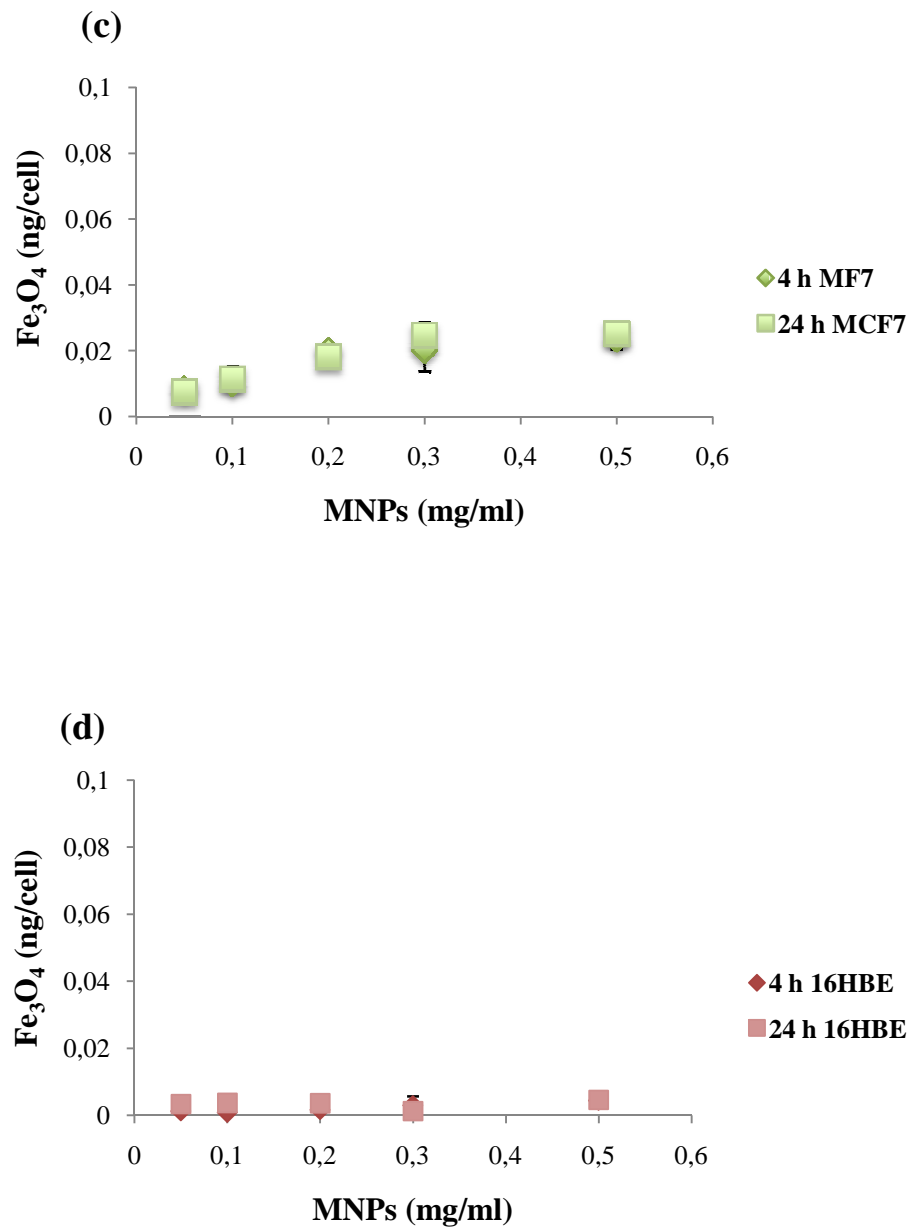 (c)
0,1
0,08
0,06
0,04
0,02
0
Fe₃O₄ (ng/cell)
0 0,1 0,2 0,3 0,4 0,5 0,6
MNPs (mg/ml)
4 h MF7
24 h MCF7
(d)
0,1
0,08
0,06
0,04
0,02
0
Fe₃O₄ (ng/cell)
0 0,1 0,2 0,3 0,4 0,5 0,6
MNPs (mg/ml)
4 h 16HBE
24 h 16HBE